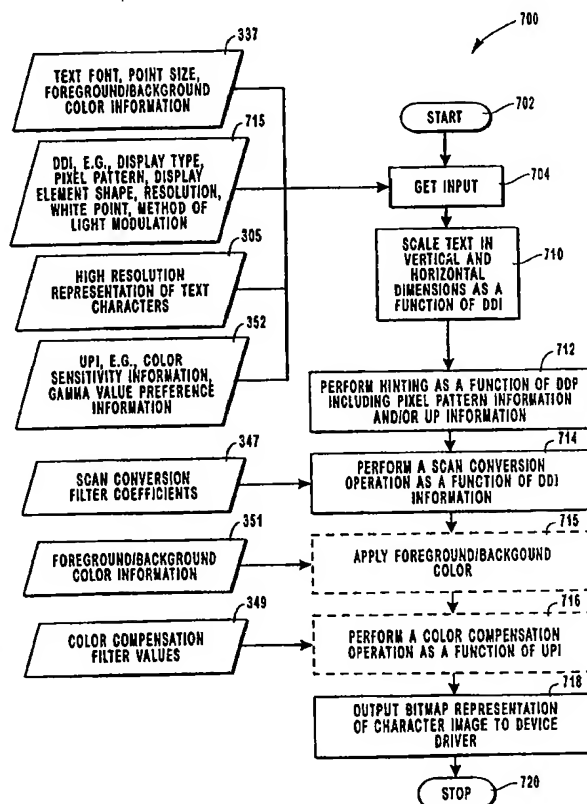 700
337
TEXT FONT, POINT SIZE,
FOREGROUND/BACKGROUND
COLOR INFORMATION
715
DDI, E.G., DISPLAY TYPE,
PIXEL PATTERN, DISPLAY
ELEMENT SHAPE, RESOLUTION,
WHITE POINT, METHOD OF
LIGHT MODULATION
305
HIGH RESOLUTION
REPRESENTATION OF TEXT
CHARACTERS
352
UPI, E.G., COLOR
SENSITIVITY INFORMATION,
GAMMA VALUE PREFERENCE
INFORMATION
347
SCAN CONVERSION
FILTER COEFFICIENTS
351
FOREGROUND/BACKGROUND
COLOR INFORMATION
349
COLOR COMPENSATION
FILTER VALUES
702
START
GET INPUT
704
SCALE TEXT IN
VERTICAL AND
HORIZONTAL
DIMENSIONS AS A
FUNCTION OF DDI
710
712
PERFORM HINTING AS A FUNCTION OF DDP
INCLUDING PIXEL PATTERN INFORMATION
AND/OR UP INFORMATION
714
PERFORM A SCAN CONVERSION
OPERATION AS A FUNCTION OF DDI
INFORMATION
715
APPLY FOREGROUND/BACKGOUND
COLOR
716
PERFORM A COLOR COMPENSATION
OPERATION AS A FUNCTION OF UPI
718
OUTPUT BITMAP REPRESENTATION
OF CHARACTER IMAGE TO DEVICE
DRIVER
STOP
720